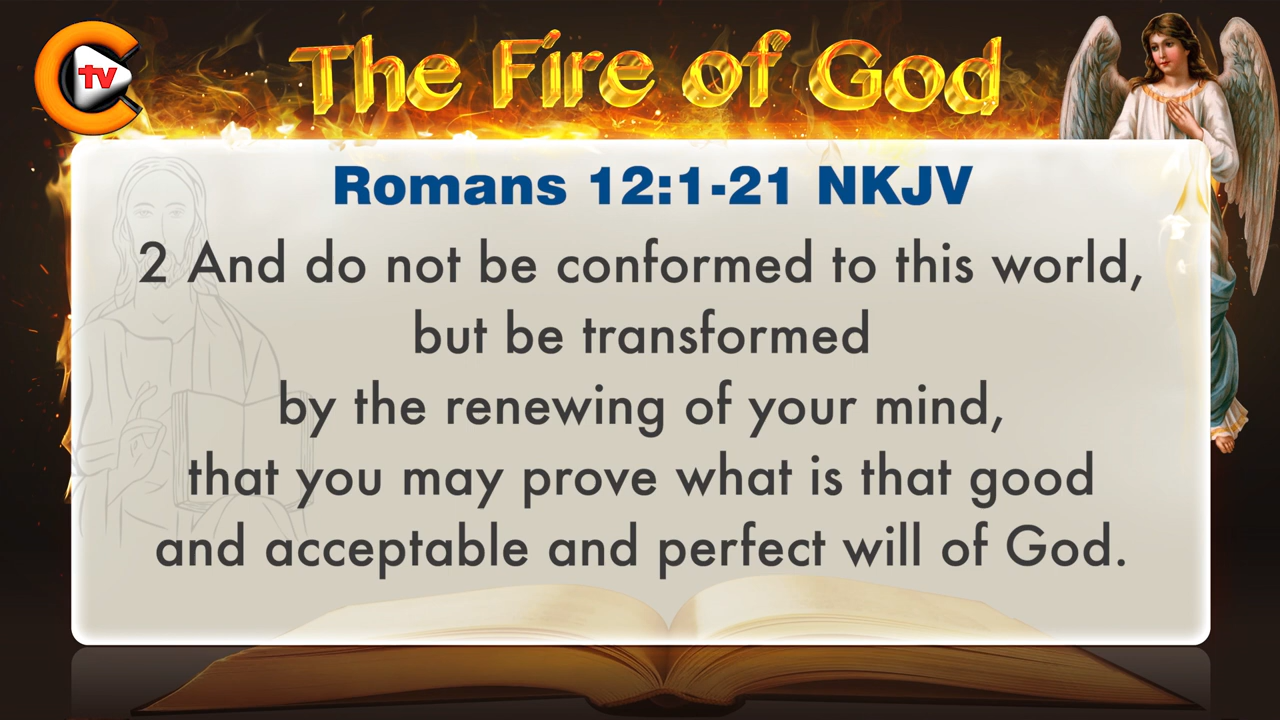 tv
The Fire of God
Romans 12:1-21 NKJV
2 And do not be conformed to this world,
but be transformed
by the renewing of your mind,
that you may prove what is that good
and acceptable and perfect will of God.